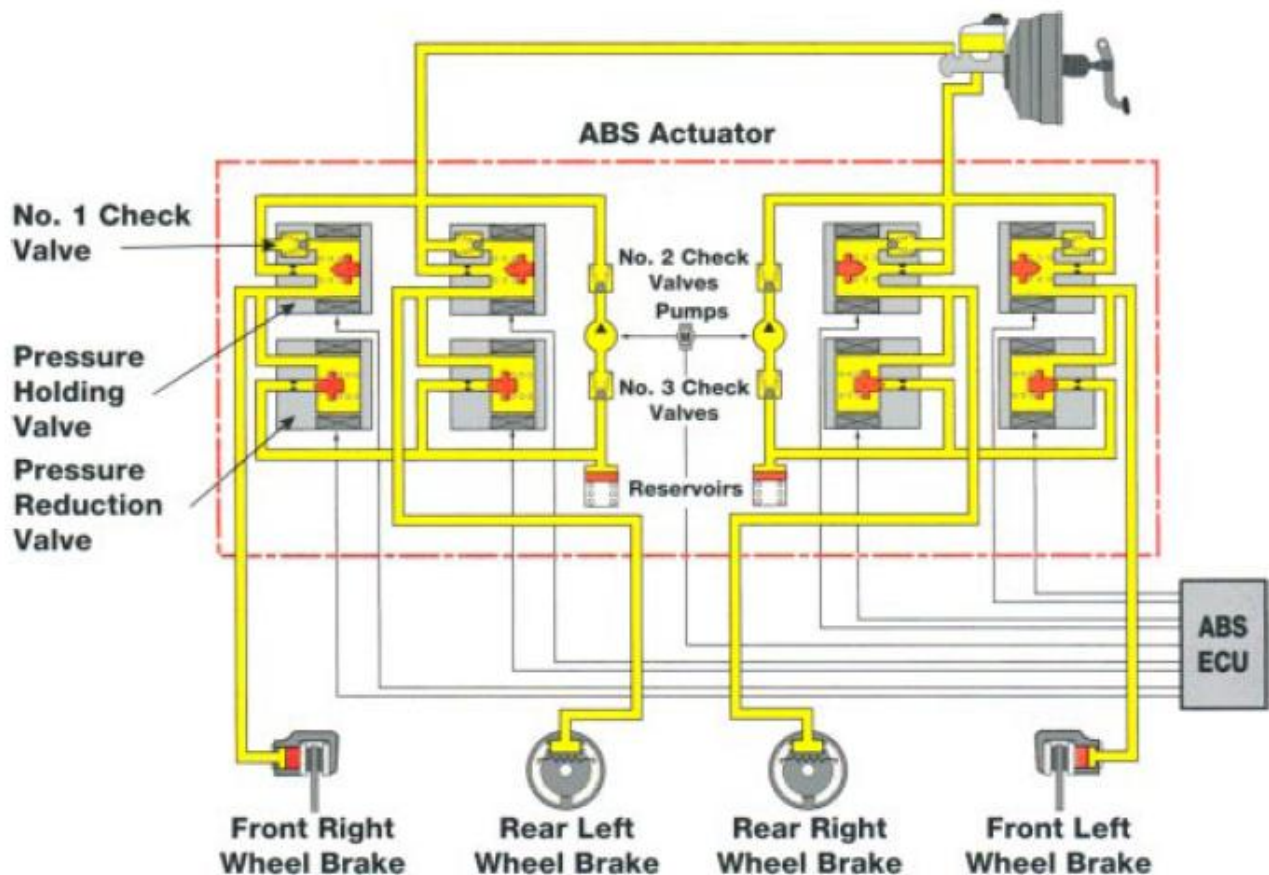 ABS Actuator
No. 1 Check
Valve
No. 2 Check
Valves
Pumps
M
Pressure
Holding
Valve
No. 3 Check
Valves
Pressure
Reduction
Valve
Reservoirs
ABS
ECU
Front Right
Wheel Brake
Rear Left
Wheel Brake
Rear Right
Wheel Brake
Front Left
Wheel Brake